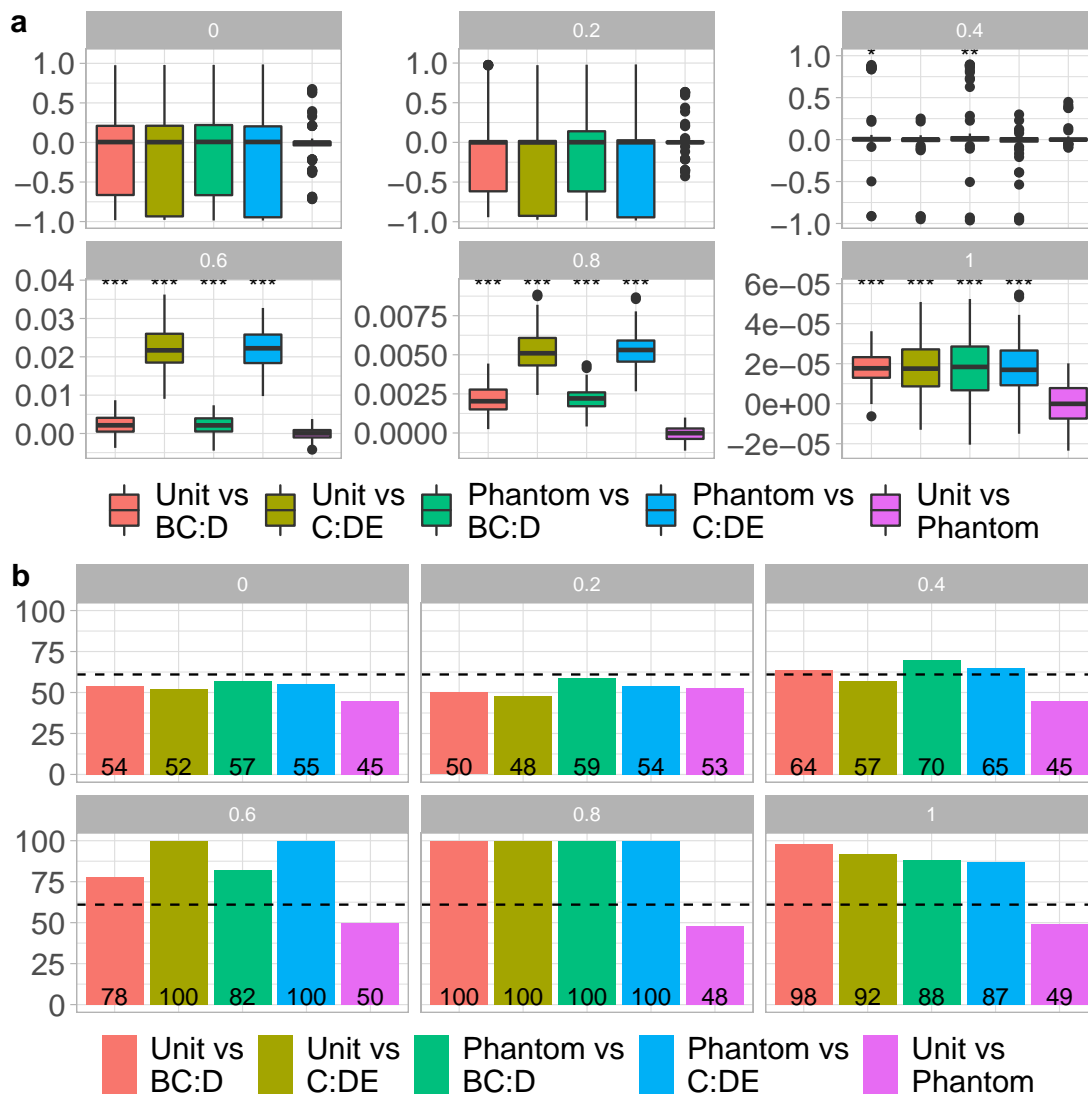 a
0 0.2 0.4
1.0 1.0 1.0 * **
0.5 0.5 0.5
0.0 0.0 0.0
−0.5 −0.5 −0.5
−1.0 −1.0 −1.0
0.6 0.8 1
0.04 *** *** *** *** *** *** *** *** 6e−05 *** *** *** ***
0.03 0.0075 4e−05
0.02 0.0050 2e−05
0.01 0.0025 0e+00
0.00 0.0000 −2e−05
Unit vs Unit vs Phantom vs Phantom vs Unit vs
BC:D C:DE BC:D C:DE Phantom
b
0 0.2 0.4
100
75
50
25
0 54 52 57 55 45 50 48 59 54 53 64 57 70 65 45
0.6 0.8 1
100
75
50
25
0 78 100 82 100 50 100 100 100 100 48 98 92 88 87 49
Unit vs Unit vs Phantom vs Phantom vs Unit vs
BC:D C:DE BC:D C:DE Phantom